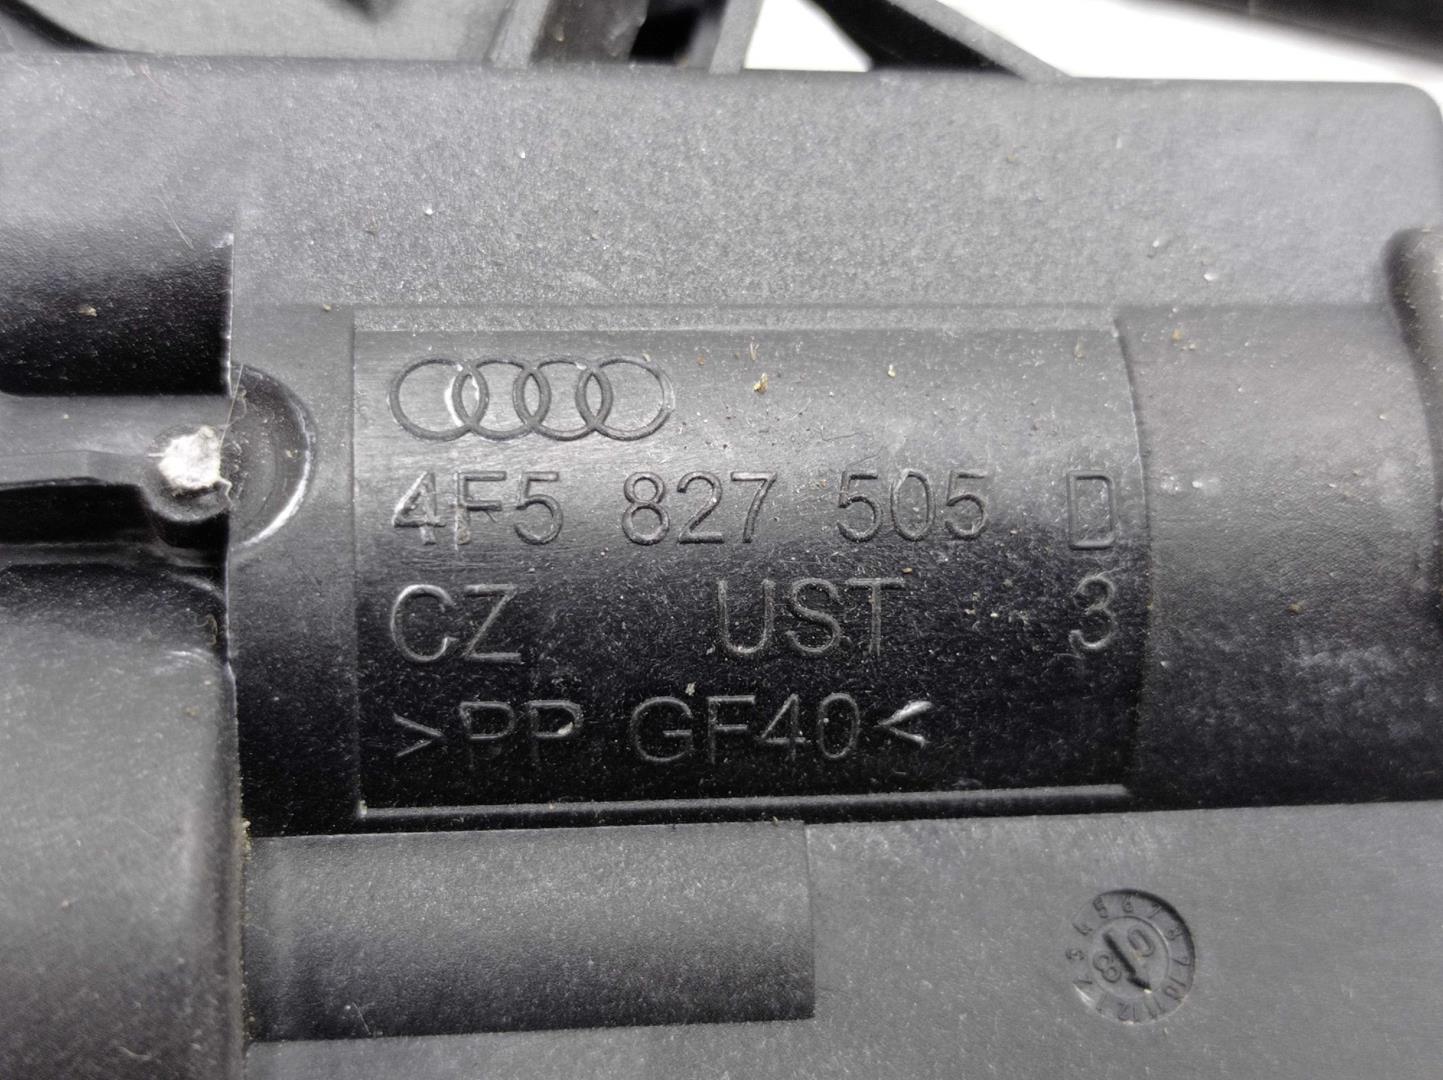 4F5 827 505 D
CZ UST 3
>PP GF40<